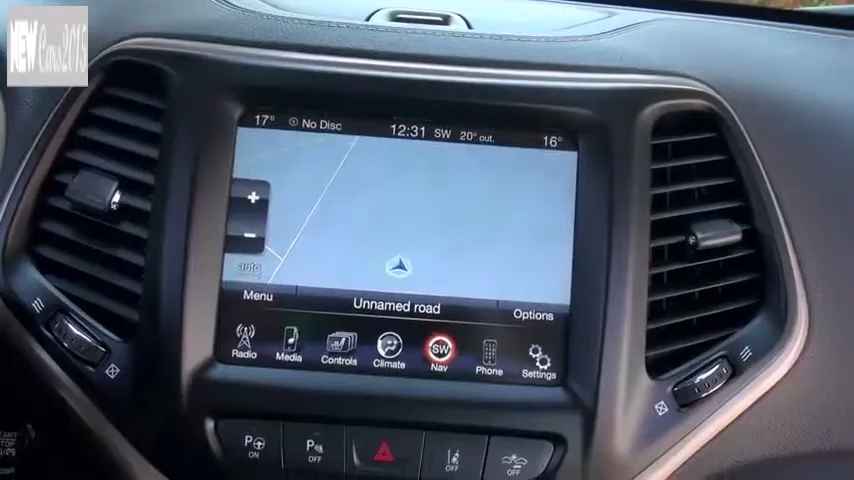 NEW Cars2015
17° No Disc 12:31 SW 20° out. 16°
+
-
auto
Menu Unnamed road Options
Radio Media Controls Climate SW Nav Phone Settings
ON OFF OFF OFF